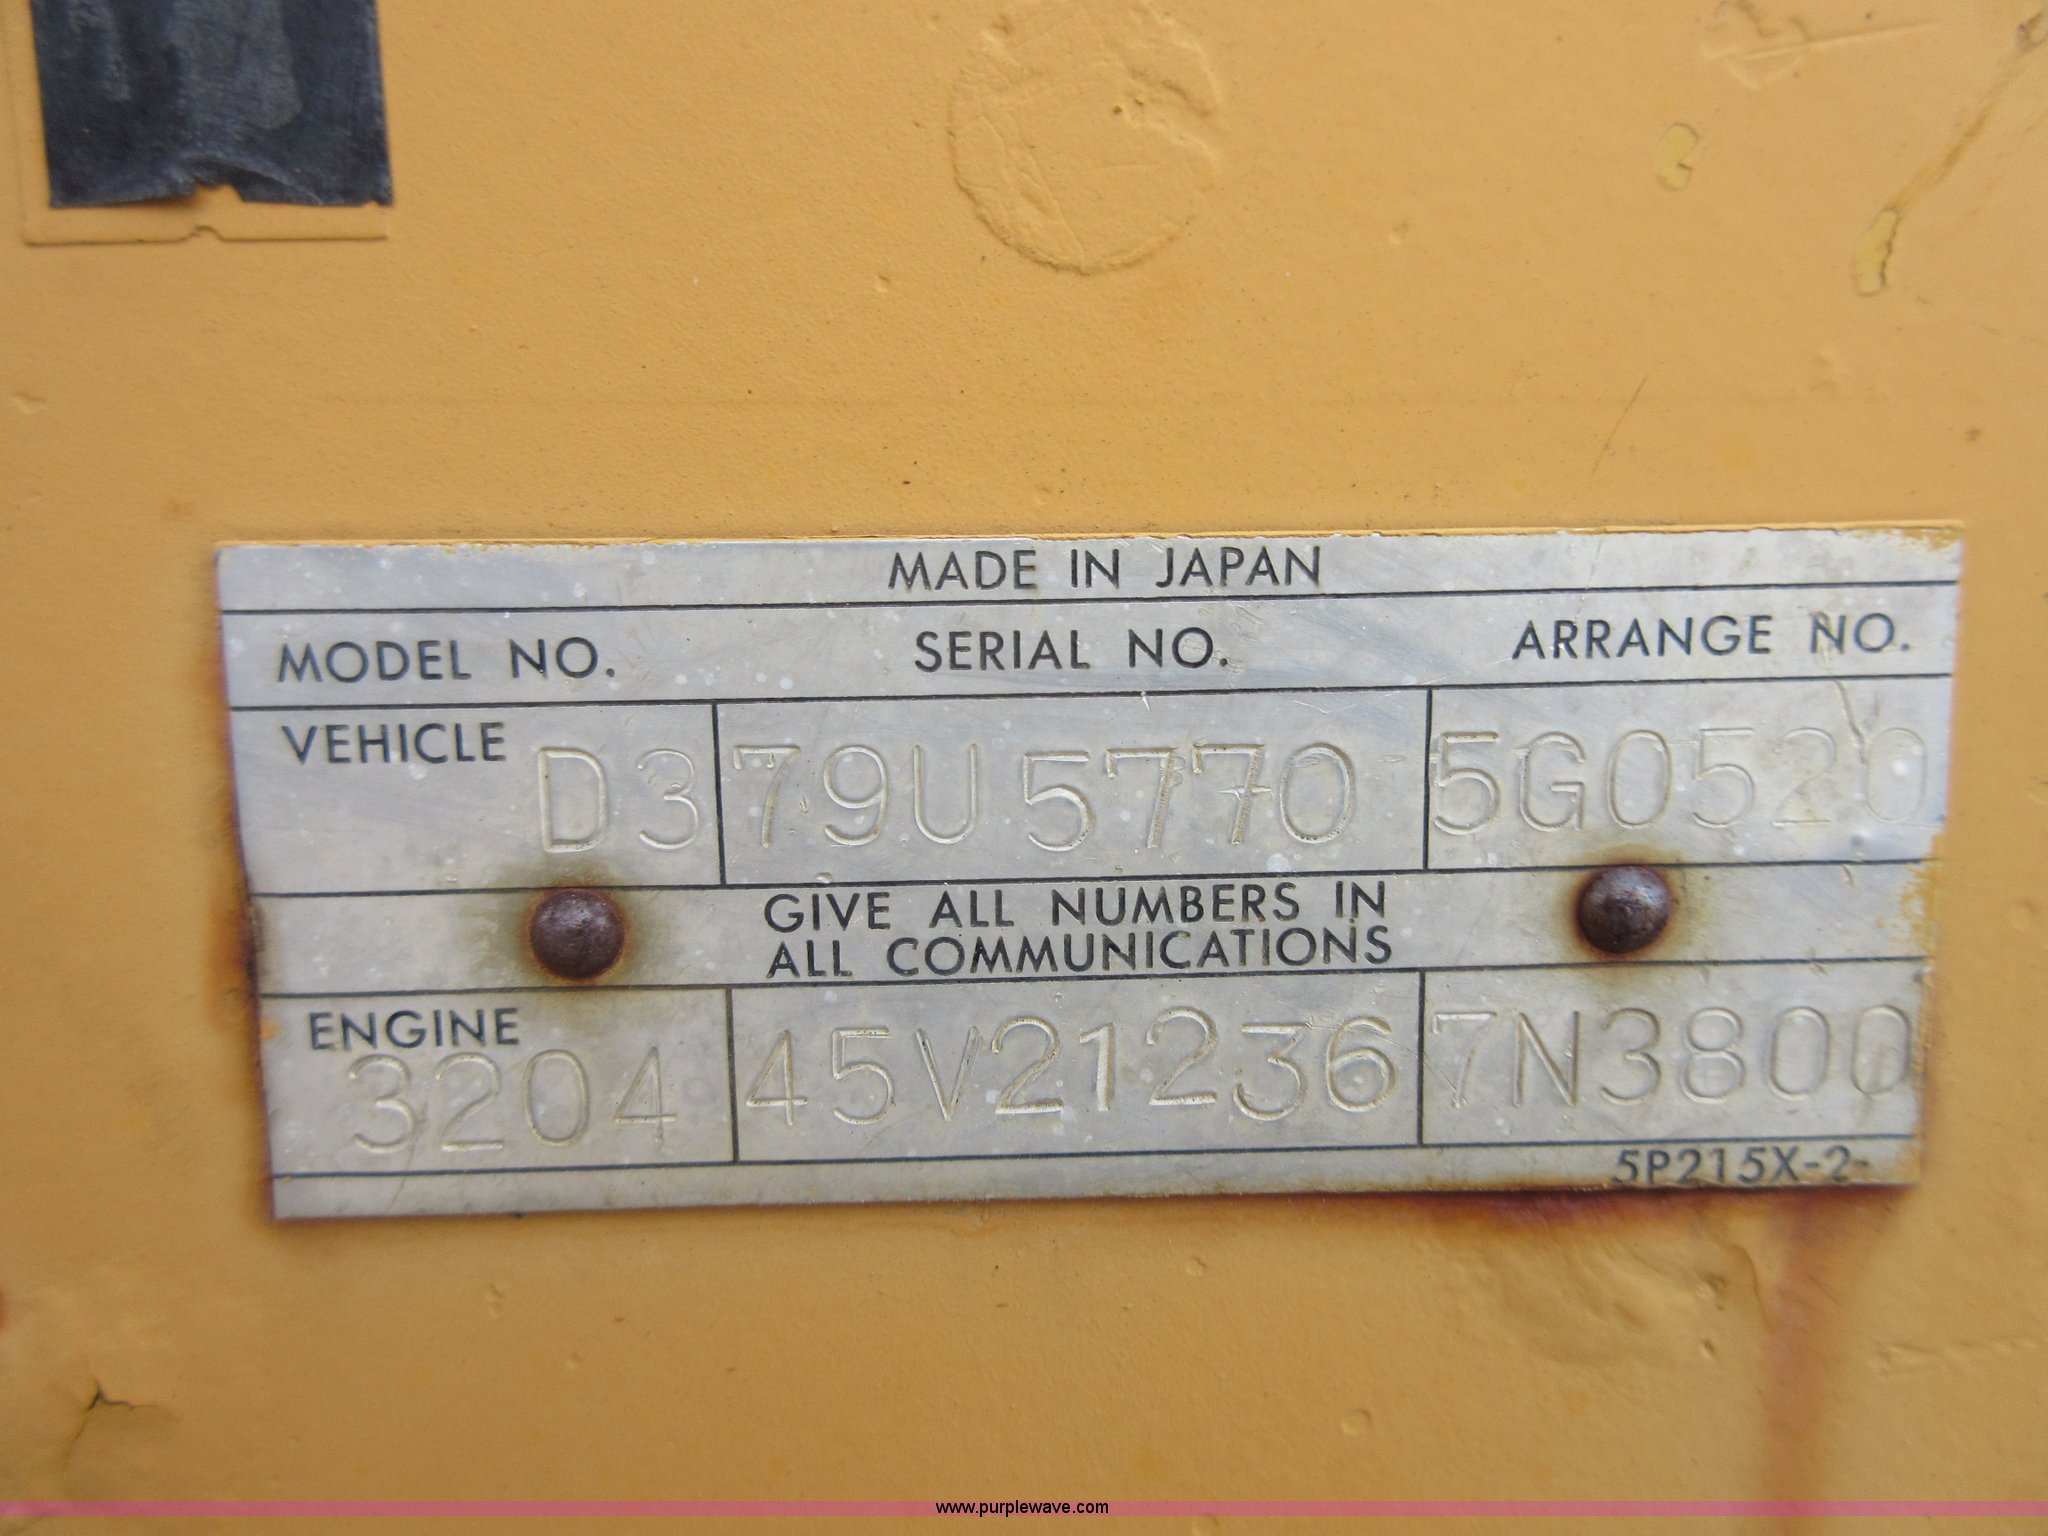 MADE IN JAPAN
MODEL NO. SERIAL NO. ARRANGE NO.
VEHICLE D3 79U5770 5G0520
GIVE ALL NUMBERS IN
ALL COMMUNICATIONS
ENGINE 3204 45V21236 7N3800
5P215X-2-
www.purplewave.com